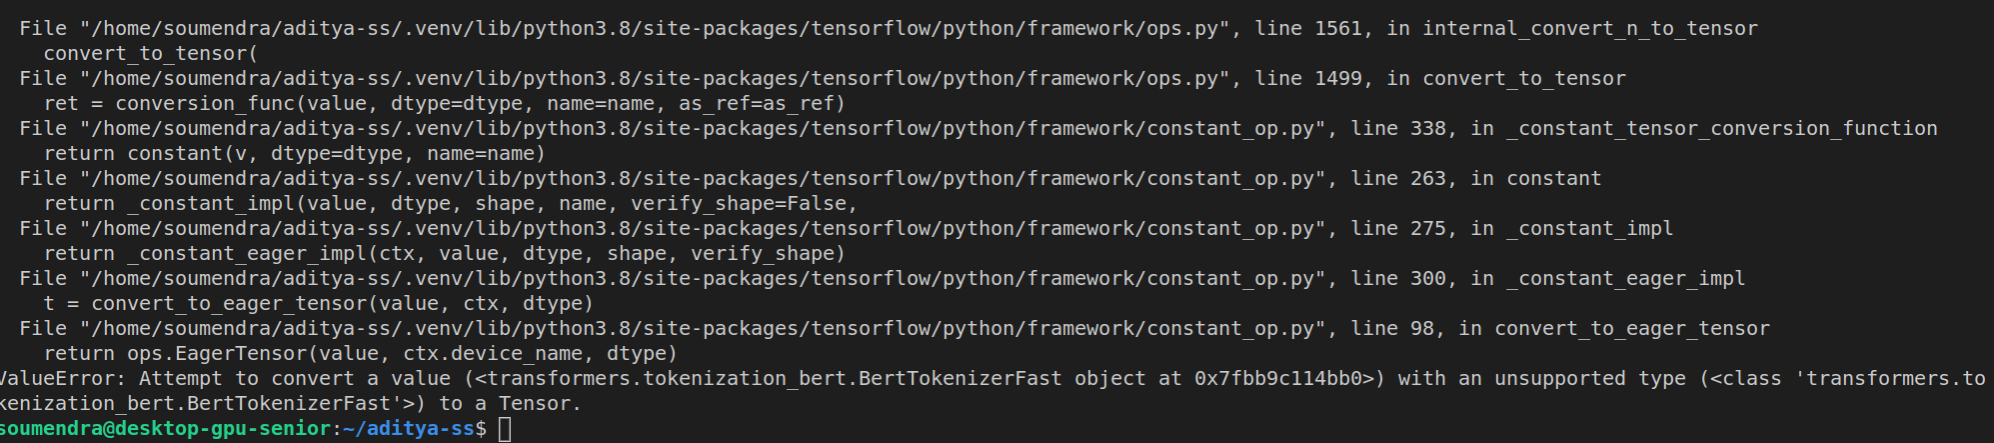 File "/home/soumendra/aditya-ss/.venv/lib/python3.8/site-packages/tensorflow/python/framework/ops.py", line 1561, in internal_convert_n_to_tensor
convert_to_tensor(
File "/home/soumendra/aditya-ss/.venv/lib/python3.8/site-packages/tensorflow/python/framework/ops.py", line 1499, in convert_to_tensor
ret = conversion_func(value, dtype=dtype, name=name, as_ref=as_ref)
File "/home/soumendra/aditya-ss/.venv/lib/python3.8/site-packages/tensorflow/python/framework/constant_op.py", line 338, in _constant_tensor_conversion_function
return constant(v, dtype=dtype, name=name)
File "/home/soumendra/aditya-ss/.venv/lib/python3.8/site-packages/tensorflow/python/framework/constant_op.py", line 263, in constant
return _constant_impl(value, dtype, shape, name, verify_shape=False,
File "/home/soumendra/aditya-ss/.venv/lib/python3.8/site-packages/tensorflow/python/framework/constant_op.py", line 275, in _constant_impl
return _constant_eager_impl(ctx, value, dtype, shape, verify_shape)
File "/home/soumendra/aditya-ss/.venv/lib/python3.8/site-packages/tensorflow/python/framework/constant_op.py", line 300, in _constant_eager_impl
t = convert_to_eager_tensor(value, ctx, dtype)
File "/home/soumendra/aditya-ss/.venv/lib/python3.8/site-packages/tensorflow/python/framework/constant_op.py", line 98, in convert_to_eager_tensor
return ops.EagerTensor(value, ctx.device_name, dtype)
ValueError: Attempt to convert a value (<transformers.tokenization_bert.BertTokenizerFast object at 0x7fbb9c114bb0>) with an unsupported type (<class 'transformers.to
kenization_bert.BertTokenizerFast'>) to a Tensor.
soumendra@desktop-gpu-senior:~/aditya-ss$